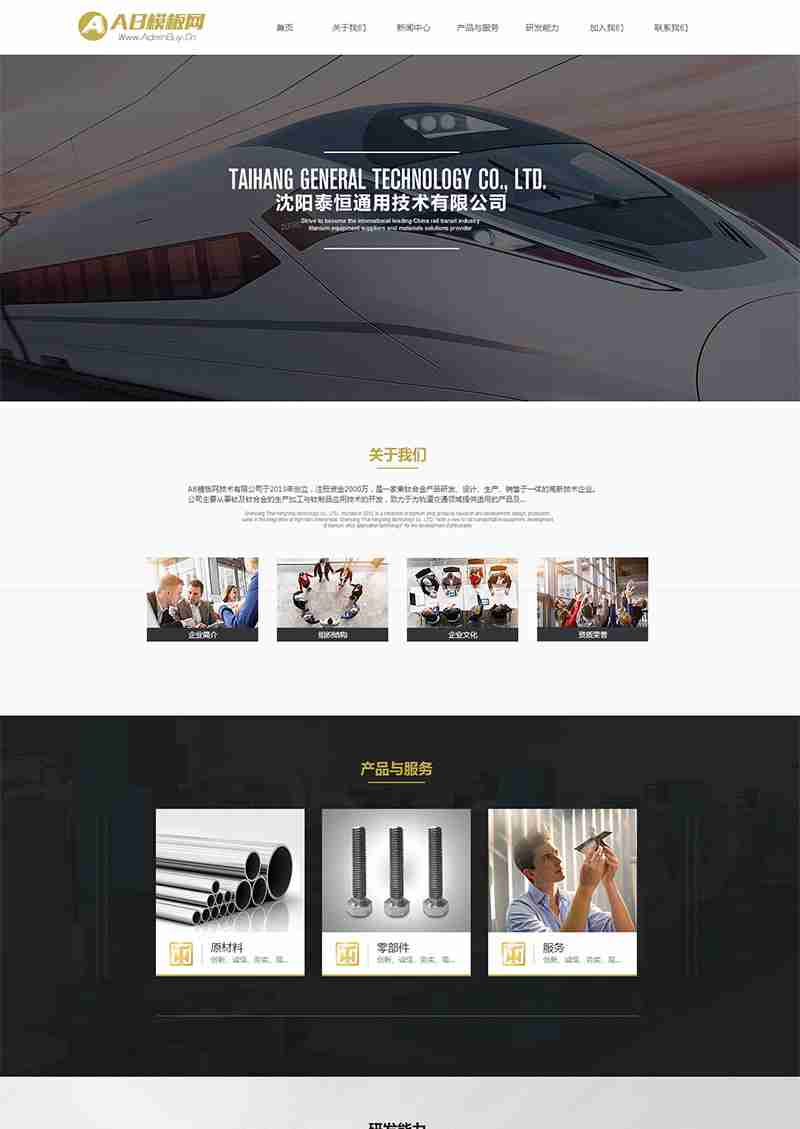 AB模板网
Www.AdminBuy.Cn
首页 关于我们 新闻中心 产品与服务 研发能力 加入我们 联系我们
TAIHANG GENERAL TECHNOLOGY CO., LTD.
沈阳泰恒通用技术有限公司
Strive to become the international leading-China rail transit industry
titanium equipment suppliers and materials solutions provider
关于我们
AB模板网技术有限公司于2013年创立，注册资金2000万，是一家集钛合金产品研发、设计、生产、销售于一体的高新技术企业。
公司主要从事钛及钛合金的生产加工与钛制品应用技术的开发，致力于为轨道交通领域提供适用的产品及...
企业简介 组织结构 企业文化 资质荣誉
产品与服务
原材料 零部件 服务
创新、诚信、务实、高... 创新、诚信、务实、高... 创新、诚信、务实、高...
研发能力